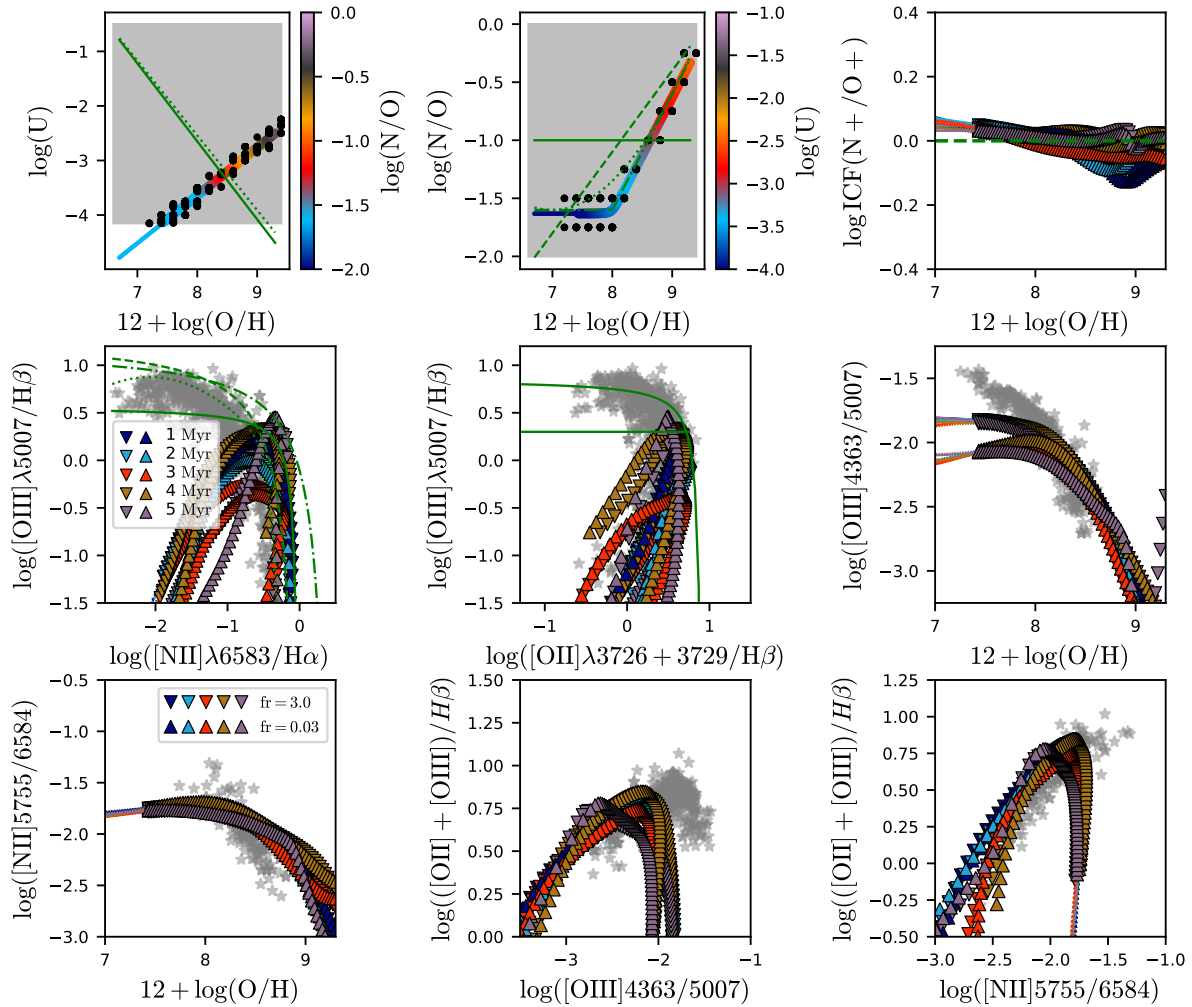 −1
−2
−3
−4
log(U)
7 8 9
12 + log(O/H)
0.0
−0.5
−1.0
−1.5
−2.0
log(N/O)
0.0
−0.5
−1.0
−1.5
−2.0
log(N/O)
7 8 9
12 + log(O/H)
−1.0
−1.5
−2.0
−2.5
−3.0
−3.5
−4.0
log(U)
0.4
0.2
0.0
−0.2
−0.4
logICF(N + /O +)
7 8 9
12 + log(O/H)
1.0
0.5
0.0
−0.5
−1.0
−1.5
log([OIII]λ5007/Hβ)
1 Myr
2 Myr
3 Myr
4 Myr
5 Myr
−2 −1 0
log([NII]λ6583/Hα)
1.0
0.5
0.0
−0.5
−1.0
−1.5
log([OIII]λ5007/Hβ)
−1 0 1
log([OII]λ3726 + 3729/Hβ)
−1.5
−2.0
−2.5
−3.0
log([OIII]4363/5007)
7 8 9
12 + log(O/H)
−0.5
−1.0
−1.5
−2.0
−2.5
−3.0
log([NII]5755/6584)
fr = 3.0
fr = 0.03
7 8 9
12 + log(O/H)
1.50
1.25
1.00
0.75
0.50
0.25
0.00
log(([OII] + [OIII])/Hβ)
−3 −2 −1
log([OIII]4363/5007)
1.25
1.00
0.75
0.50
0.25
0.00
−0.25
−0.50
log(([OII] + [OIII])/Hβ)
−3.0 −2.5 −2.0 −1.5 −1.0
log([NII]5755/6584)